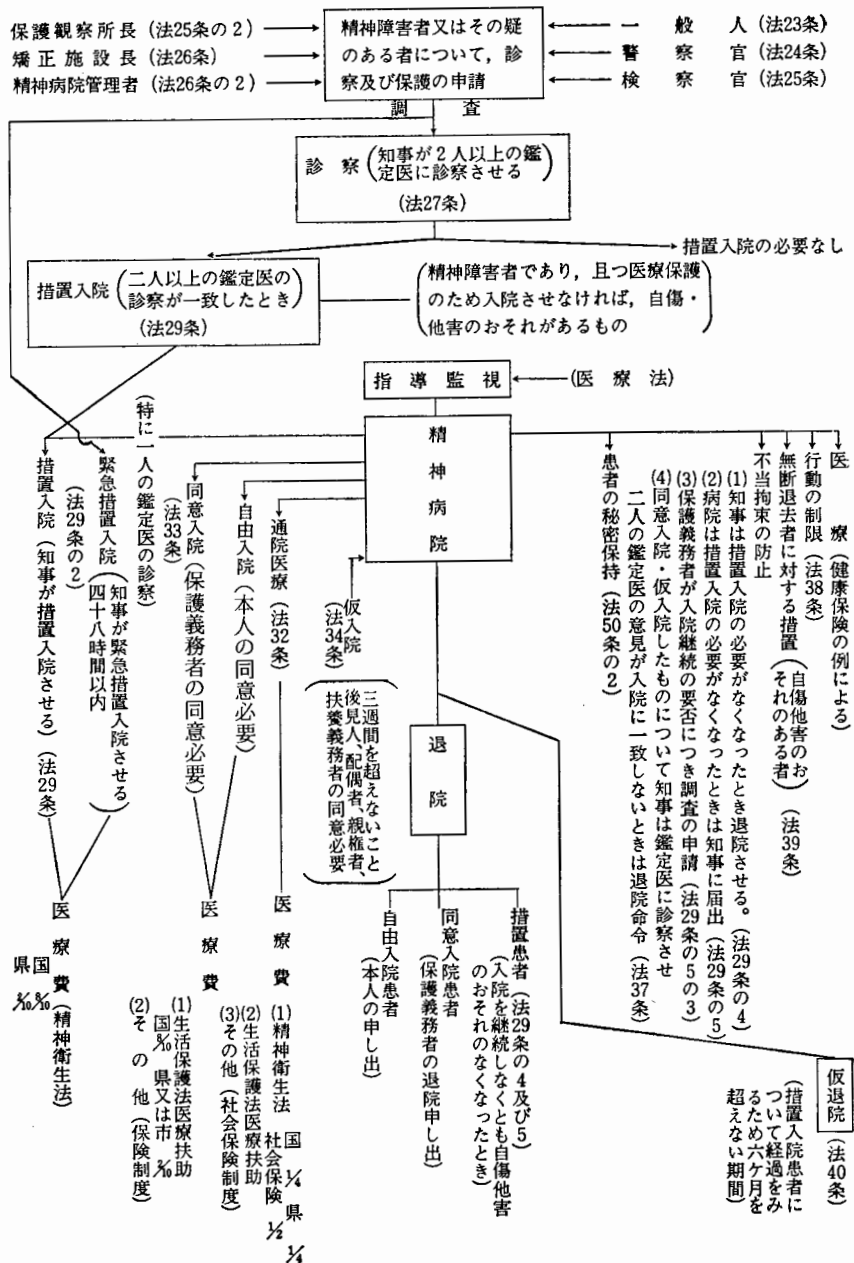 保護観察所長（法25条の2）
矯正施設長（法26条）
精神病院管理者（法26条の2）
精神障害者又はその疑
のある者について，診
察及び保護の申請
一般人（法23条）
警察官（法24条）
検察官（法25条）
調査
診察（知事が2人以上の鑑
定医に診察させる）
（法27条）
措置入院の必要なし
措置入院（二人以上の鑑定医の
診察が一致したとき）
（法29条）
（精神障害者であり，且つ医療保護
のため入院させなければ，自傷・
他害のおそれがあるもの）
指導監視
（医療法）
精神病院
医療（健康保険の例による）
行動の制限（法38条）
無断退去者に対する措置（自傷他害のお
それのある者）（法39条）
不当拘束の防止
(1)知事は措置入院の必要がなくなったとき退院させる。（法29条の4）
(2)病院は措置入院の必要がなくなったときは知事に届出（法29条の5）
(3)保護義務者が入院継続の要否につき調査の申請（法29条の5の3）
(4)同意入院・仮入院したものについて知事は鑑定医に診察させ
二人の鑑定医の意見が入院に一致しないときは退院命令（法37条）
患者の秘密保持（法50条の2）
仮入院
（法34条）
（三週間を超えないこと
後見人、配偶者、親権者、
扶養義務者の同意必要）
通院医療（法32条）
自由入院（本人の同意必要）
同意入院（保護義務者の同意必要）
（法33条）
（特に一人の鑑定医の診察）
緊急措置入院（知事が緊急措置入院させる
四十八時間以内）
（法29条の2）
措置入院（知事が措置入院させる）（法29条）
退院
措置患者（法29条の4及び5）
（入院を継続しなくとも自傷他害
のおそれのなくなったとき）
同意入院患者
（保護義務者の退院申し出）
自由入院患者
（本人の申し出）
仮退院（法40条）
（措置入院患者に
ついて経過をみ
るため六ケ月を
超えない期間）
医療費
(1)精神衛生法 国1/4 県1/4
社会保険1/2
(2)生活保護法医療扶助
(3)その他（社会保険制度）
医療費
(1)生活保護法医療扶助
国 県又は市
(2)その他（保険制度）
医療費（精神衛生法）
国
県